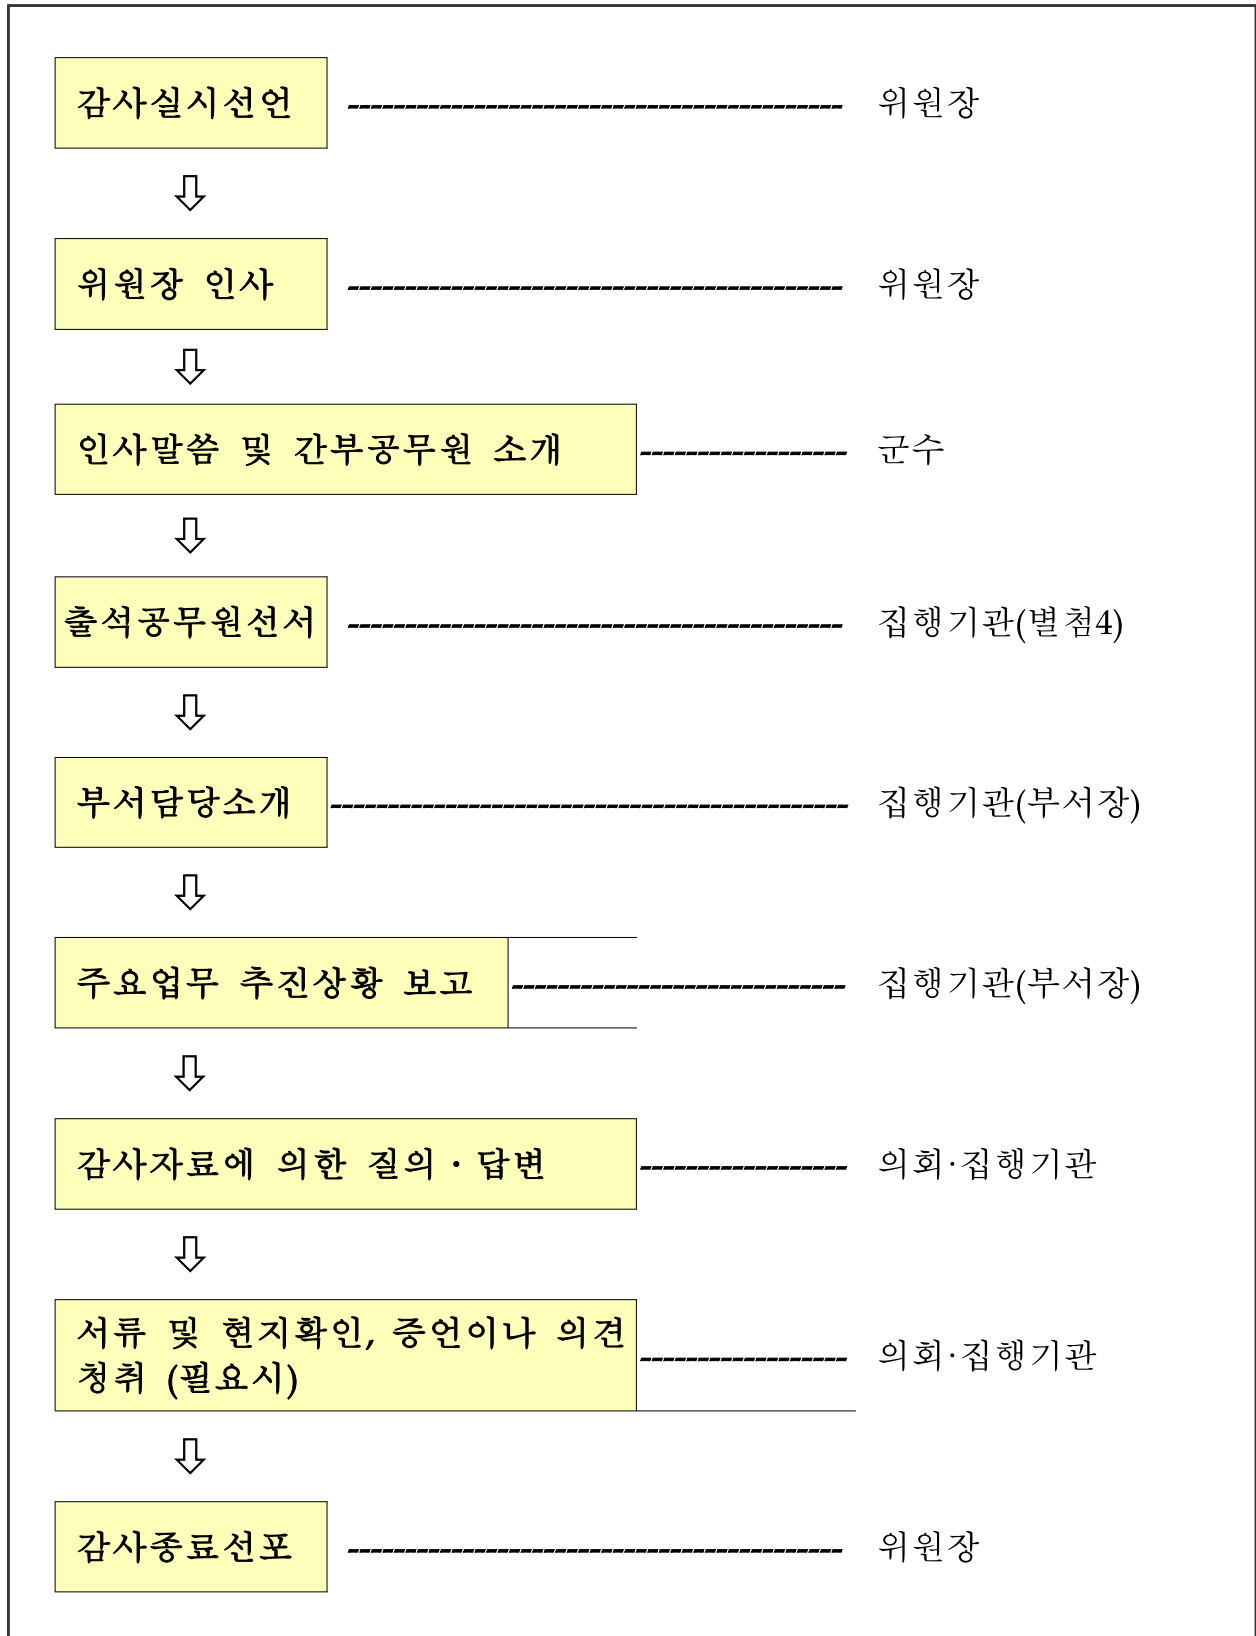 감사실시선언 ------------------------------------------- 위원장
⇩
위원장 인사 ------------------------------------------- 위원장
⇩
인사말씀 및 간부공무원 소개 ------------------ 군수
⇩
출석공무원선서 ------------------------------------------- 집행기관(별첨4)
⇩
부서담당소개 --------------------------------------------- 집행기관(부서장)
⇩
주요업무 추진상황 보고 ----------------------------- 집행기관(부서장)
⇩
감사자료에 의한 질의·답변 ------------------ 의회·집행기관
⇩
서류 및 현지확인, 증언이나 의견
청취 (필요시) ------------------ 의회·집행기관
⇩
감사종료선포 ------------------------------------------- 위원장